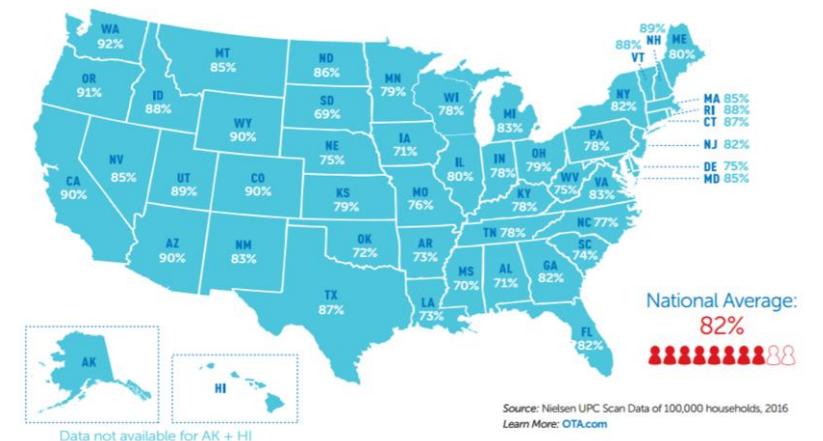 WA
92%
OR
91%
ID
88%
MT
85%
ND
86%
SD
69%
WY
90%
NE
75%
NV
85%
UT
89%
CO
90%
CA
90%
KS
79%
AZ
90%
NM
83%
OK
72%
TX
87%
MN
79%
IA
71%
MO
76%
AR
73%
LA
73%
WI
78%
IL
80%
MI
83%
IN
78%
OH
79%
KY
78%
TN 78%
MS
70%
AL
71%
GA
82%
FL
82%
SC
74%
NC 77%
VA
83%
WV
75%
PA
78%
NY
82%
88%
VT
89%
NH
ME
80%
MA 85%
RI 88%
CT 87%
NJ 82%
DE 75%
MD 85%
AK
HI
Data not available for AK + HI
National Average:
82%
Source: Nielsen UPC Scan Data of 100,000 households, 2016
Learn More: OTA.com